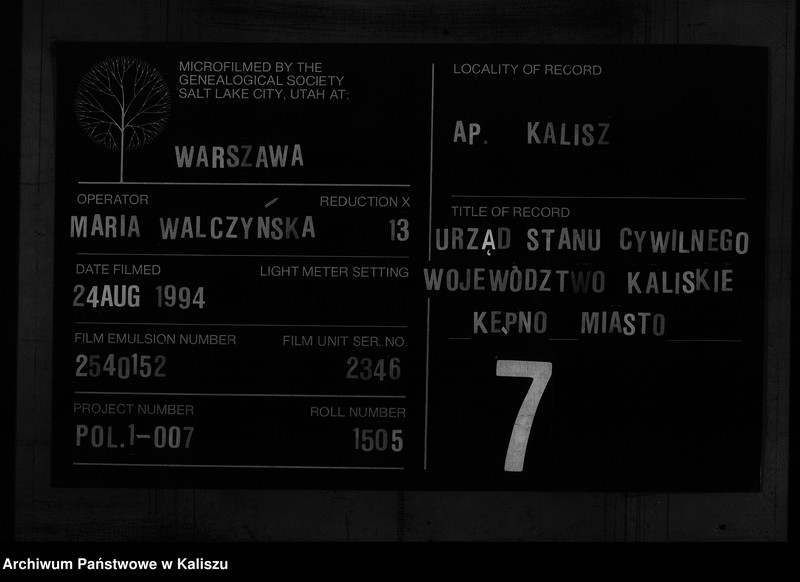 MICROFILMED BY THE
GENEALOGICAL SOCIETY
SALT LAKE CITY, UTAH AT:
WARSZAWA
OPERATOR
REDUCTION X
MARIA WALCZYŃSKA
13
DATE FILMED
LIGHT METER SETTING
24AUG 1994
FILM EMULSION NUMBER
FILM UNIT SER. NO.
2540152
2346
PROJECT NUMBER
ROLL NUMBER
POL.1-007
1505
LOCALITY OF RECORD
AP. KALISZ
TITLE OF RECORD
URZĄD STANU CYWILNEGO
WOJEWÓDZTWO KALISKIE
KĘPNO MIASTO
7
Archiwum Państwowe w Kaliszu